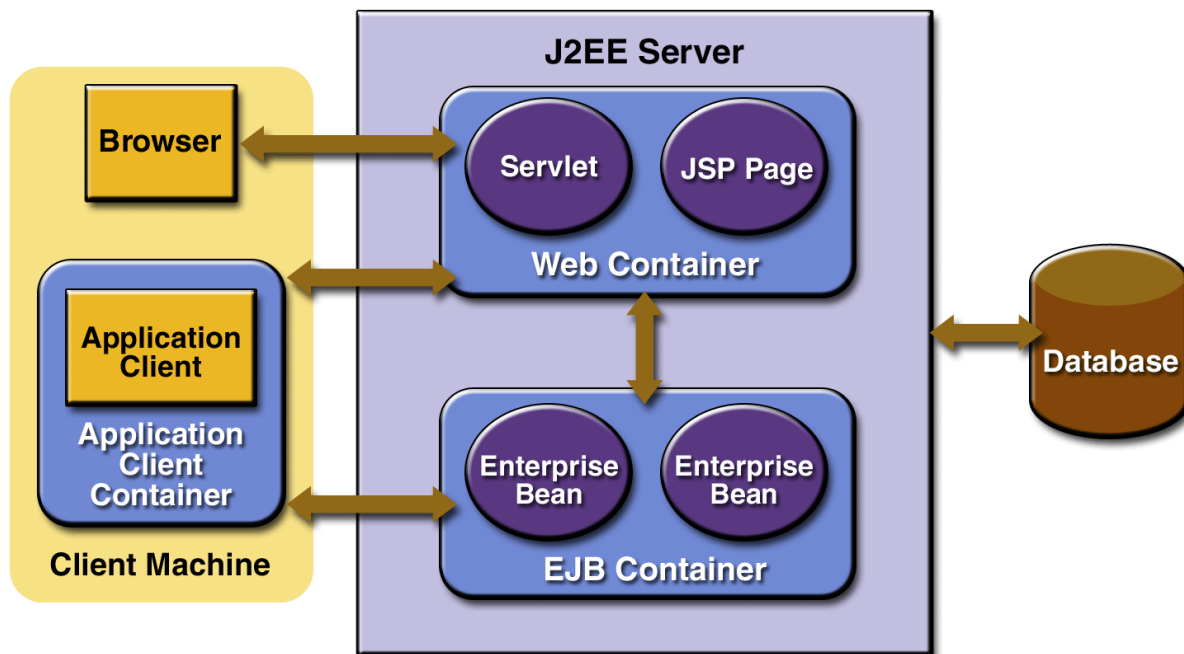 J2EE Server
Browser
Servlet
JSP Page
Web Container
Application
Client
Application
Client
Container
Client Machine
Enterprise
Bean
Enterprise
Bean
EJB Container
Database